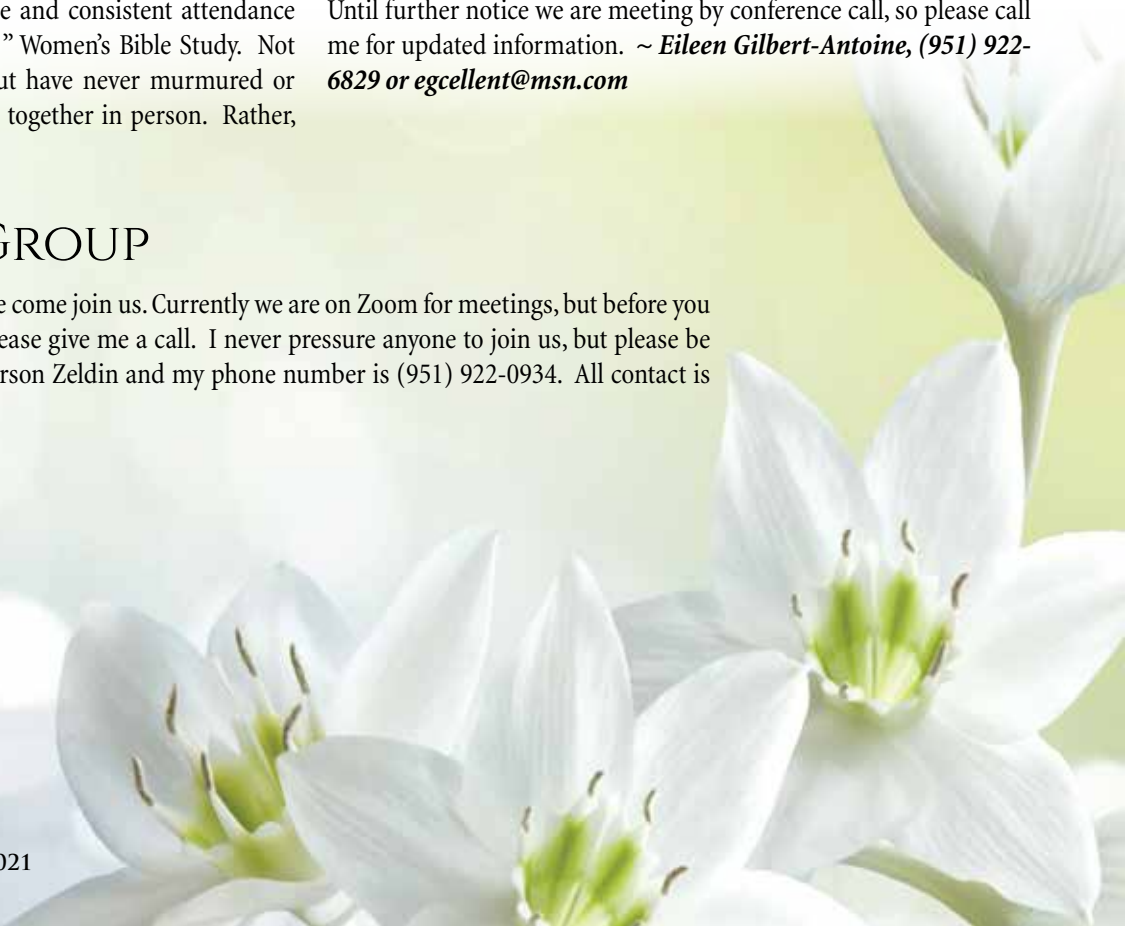 e and consistent attendance
” Women’s Bible Study. Not
ut have never murmured or
together in person. Rather,
Until further notice we are meeting by conference call, so please call
me for updated information. ~ Eileen Gilbert-Antoine, (951) 922-
6829 or egcellent@msn.com
GROUP
e come join us. Currently we are on Zoom for meetings, but before you
ease give me a call. I never pressure anyone to join us, but please be
rson Zeldin and my phone number is (951) 922-0934. All contact is
021